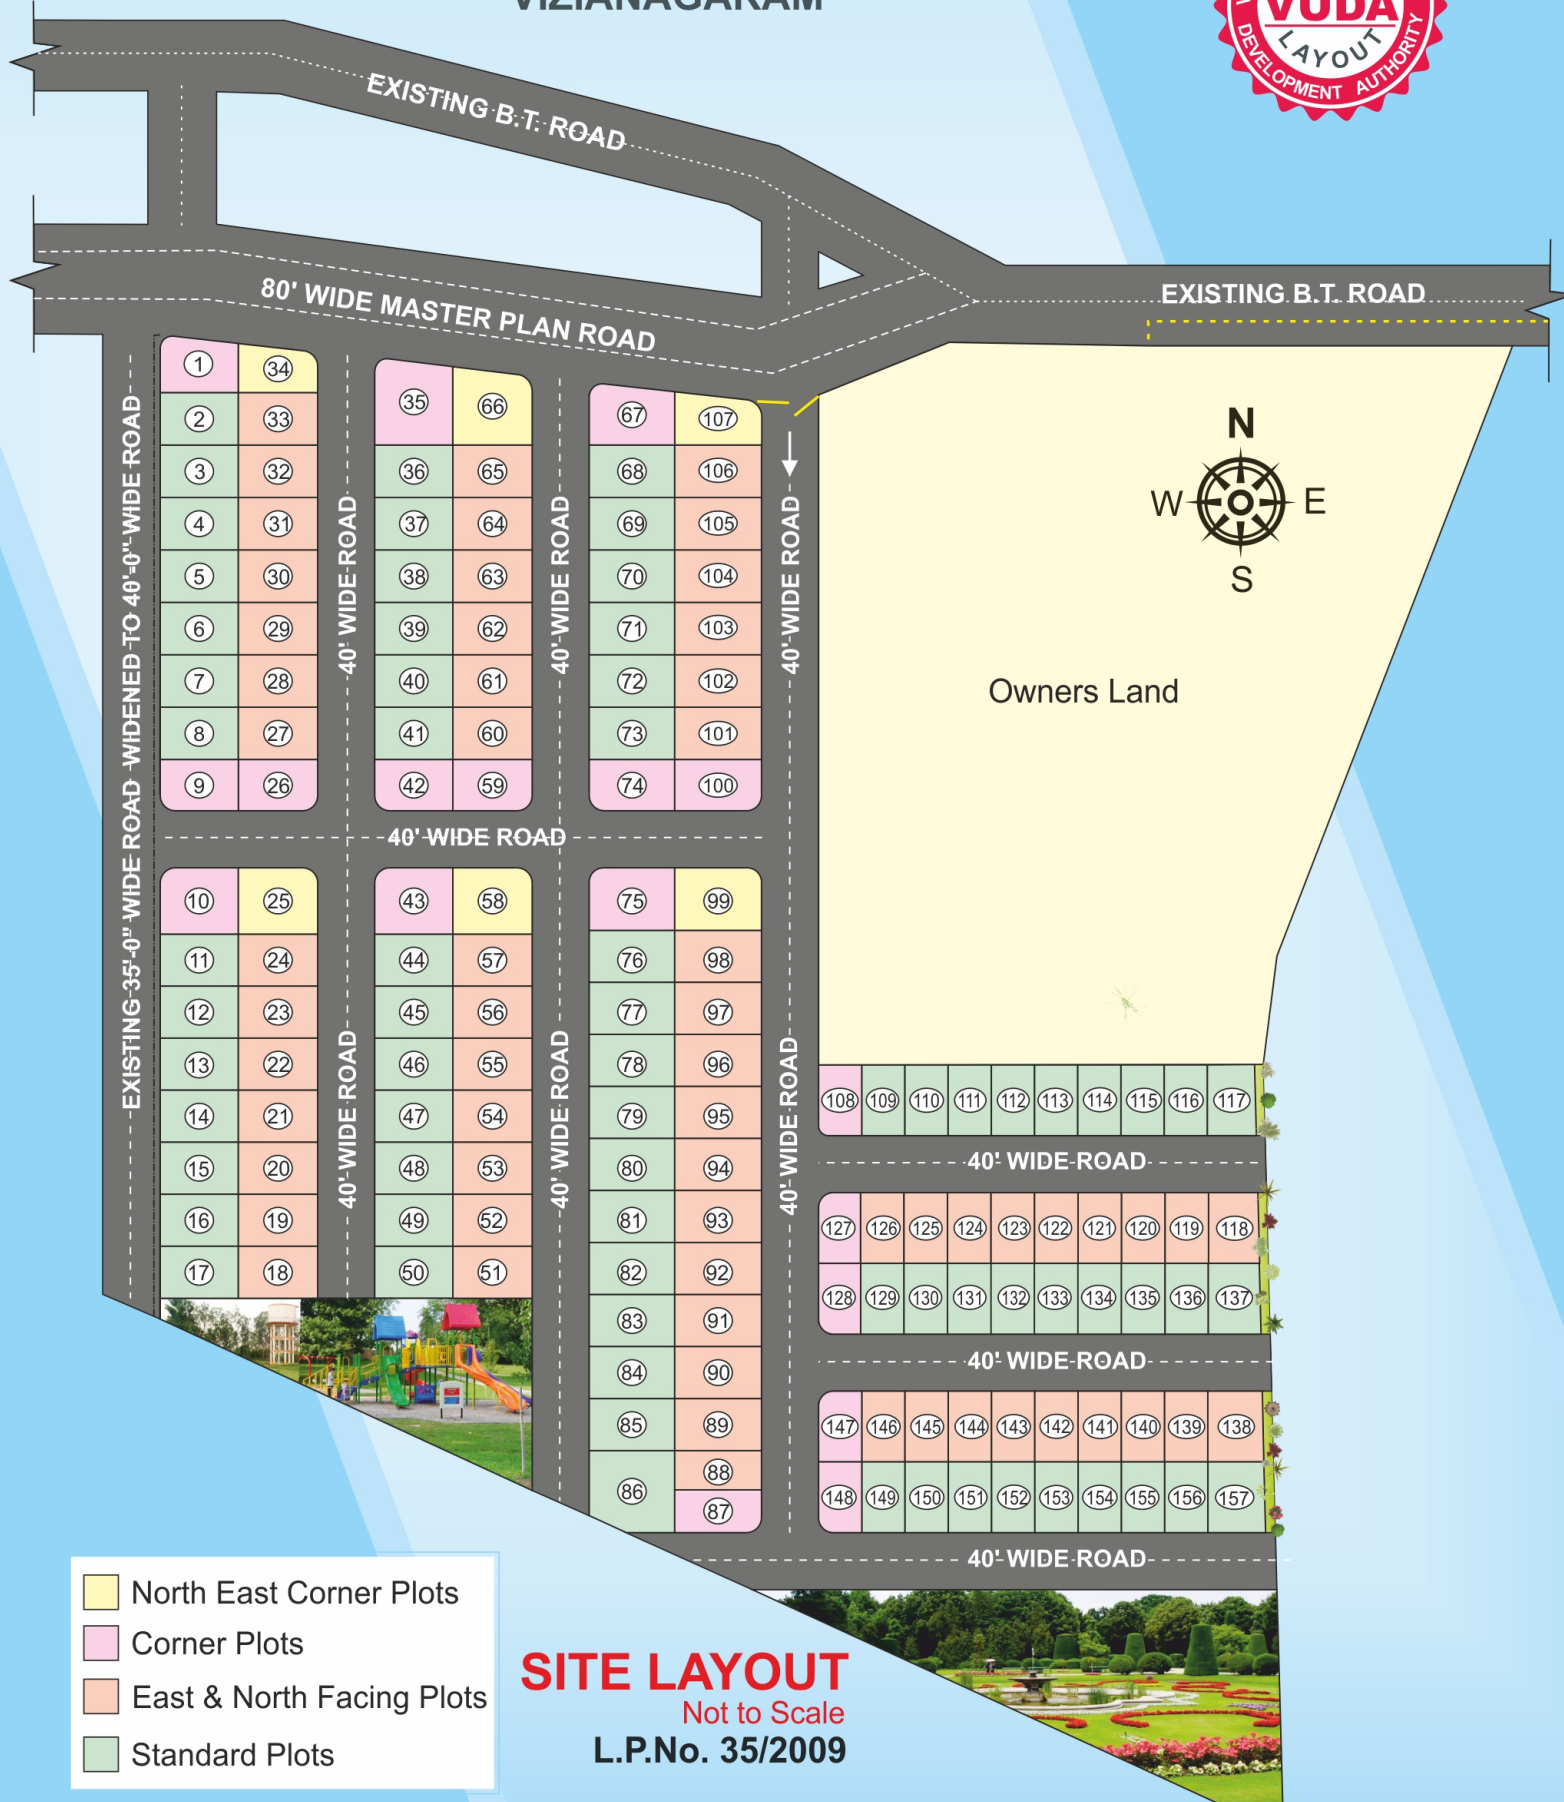 VIZIANAGARAM
VUDA
LAYOUT
DEVELOPMENT AUTHORITY
EXISTING B.T. ROAD
80' WIDE MASTER PLAN ROAD
EXISTING B.T. ROAD
EXISTING 35'-0" WIDE ROAD WIDENED TO 40'-0" WIDE ROAD
1 34
2 33
3 32
4 31
5 30
6 29
7 28
8 27
9 26
40' WIDE ROAD
35 66
36 65
37 64
38 63
39 62
40 61
41 60
42 59
40' WIDE ROAD
67 107
68 106
69 105
70 104
71 103
72 102
73 101
74 100
40' WIDE ROAD
N
W E
S
Owners Land
40' WIDE ROAD
10 25
11 24
12 23
13 22
14 21
15 20
16 19
17 18
40' WIDE ROAD
43 58
44 57
45 56
46 55
47 54
48 53
49 52
50 51
40' WIDE ROAD
75 99
76 98
77 97
78 96
79 95
80 94
81 93
82 92
83 91
84 90
85 89
86 88
87
40' WIDE ROAD
108 109 110 111 112 113 114 115 116 117
40' WIDE ROAD
127 126 125 124 123 122 121 120 119 118
128 129 130 131 132 133 134 135 136 137
40' WIDE ROAD
147 146 145 144 143 142 141 140 139 138
148 149 150 151 152 153 154 155 156 157
40' WIDE ROAD
North East Corner Plots
Corner Plots
East & North Facing Plots
Standard Plots
SITE LAYOUT
Not to Scale
L.P.No. 35/2009